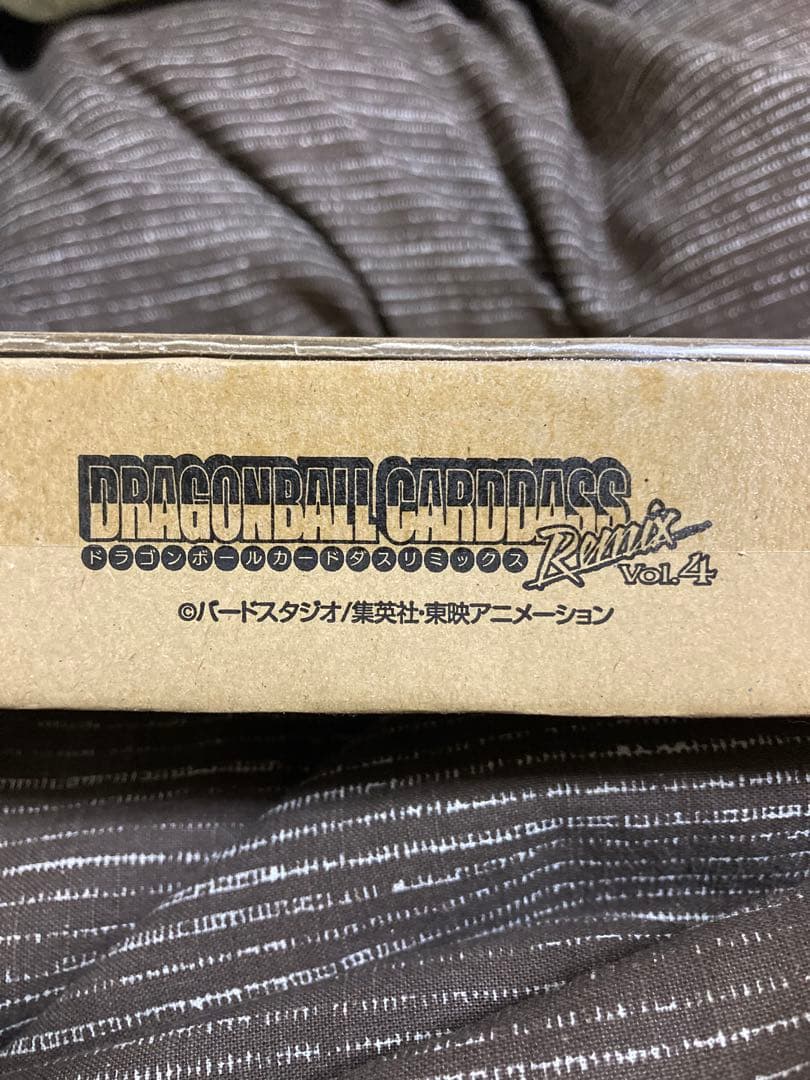 DRAGONBALL CARDDASS
ドラゴンボールカードダスリミックス
Remix
Vol.4
©バードスタジオ/集英社・東映アニメーション